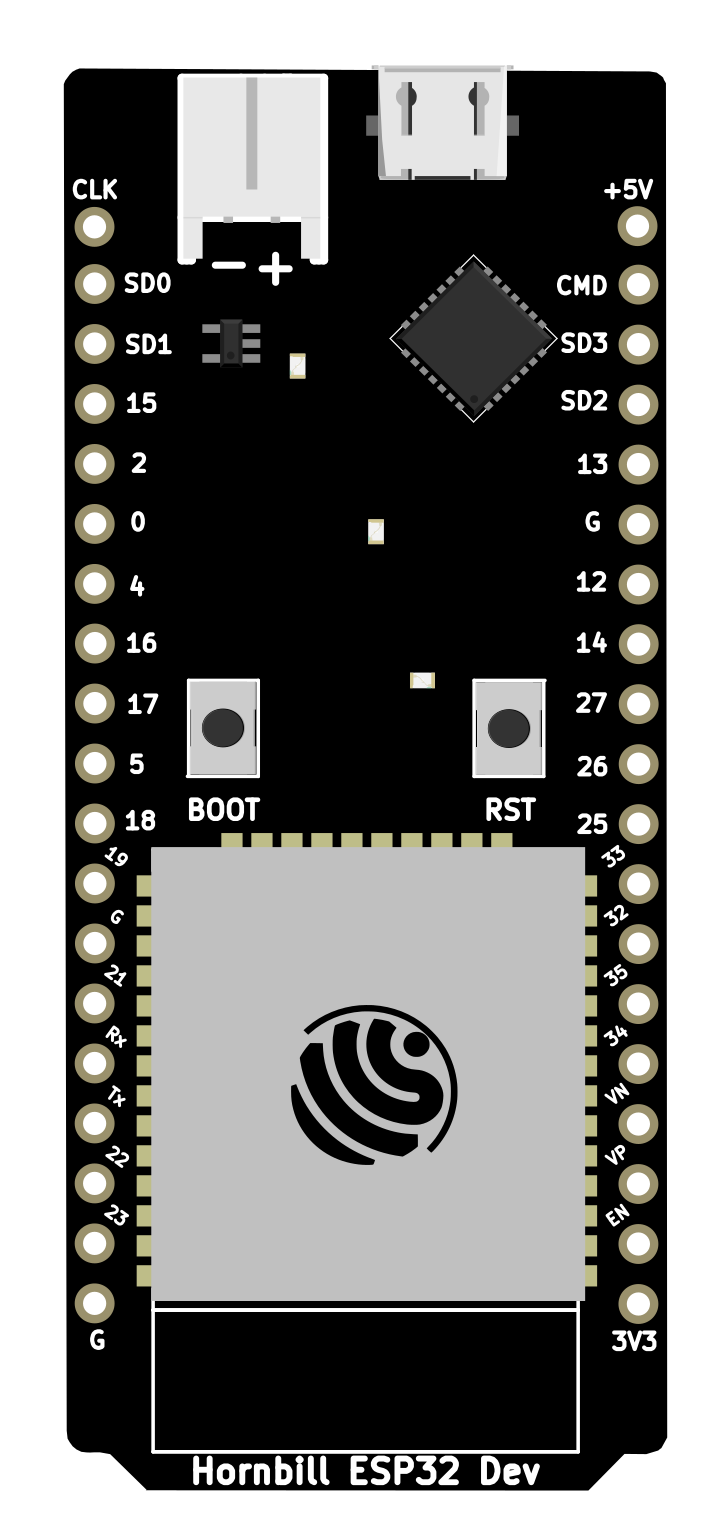 CLK +5V
- +
SD0 CMD
SD1 SD3
15 SD2
2 13
0 G
4 12
16 14
17 27
5 26
BOOT RST
18 25
19 33
G 32
21 35
Rx 34
Tx VN
22 VP
23 EN
G 3V3
Hornbill ESP32 Dev